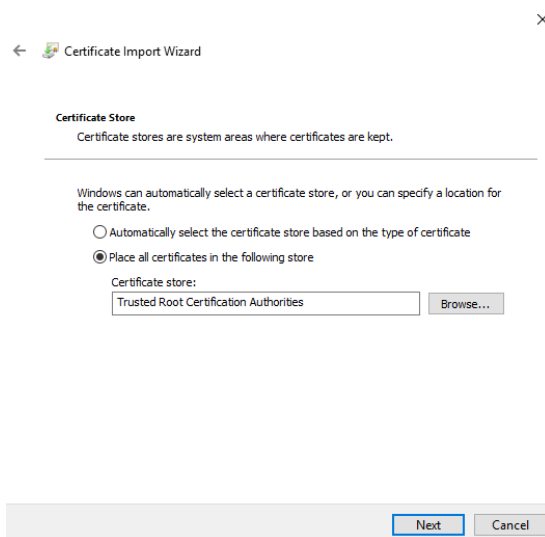 Certificate Import Wizard
Certificate Store
Certificate stores are system areas where certificates are kept.
Windows can automatically select a certificate store, or you can specify a location for
the certificate.
Automatically select the certificate store based on the type of certificate
Place all certificates in the following store
Certificate store:
Trusted Root Certification Authorities
Browse...
Next
Cancel